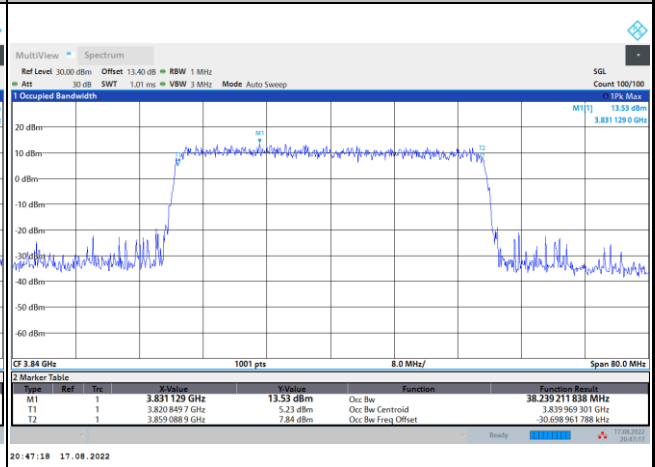 MultiView Spectrum
Ref Level 30.00 dBm Offset 13.40 dB RBW 1 MHz SGL
Att 30 dB SWT 1.01 ms VBW 3 MHz Mode Auto Sweep Count 100/100
1 Occupied Bandwidth 1Pk Max
M1[1] 13.53 dBm
3.831 129 0 GHz
M1
20 dBm
T1 T2
10 dBm
0 dBm
-10 dBm
-20 dBm
-30 dBm
-40 dBm
-50 dBm
-60 dBm
CF 3.84 GHz 1001 pts 8.0 MHz/ Span 80.0 MHz
2 Marker Table
Type Ref Trc X-Value Y-Value Function Function Result
M1 1 3.831 129 GHz 13.53 dBm Occ Bw 38.239 211 838 MHz
T1 1 3.820 849 7 GHz 5.23 dBm Occ Bw Centroid 3.839 969 301 GHz
T2 1 3.859 088 9 GHz 7.84 dBm Occ Bw Freq Offset -30.698 961 788 kHz
Ready 17.08.2022
20:47:17
20:47:18 17.08.2022